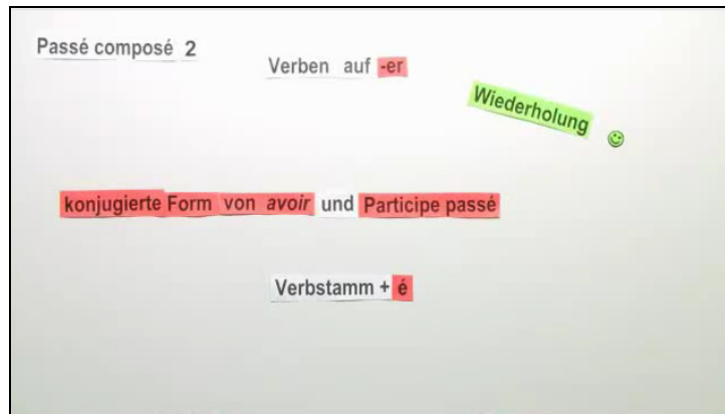 Passé composé 2
Verben auf -er
Wiederholung
konjugierte Form von avoir und Participe passé
Verbstamm + é